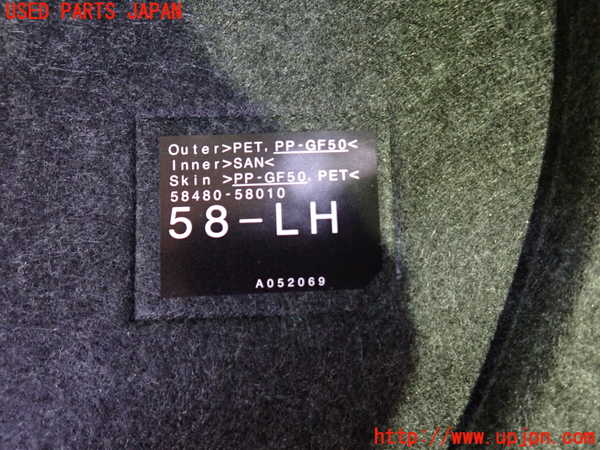 USED PARTS JAPAN
Outer>PET, PP-GF50<
Inner>SAN<
Skin >PP-GF50, PET<
58480-58010
58-LH
A052069
http://www.upjpn.com/